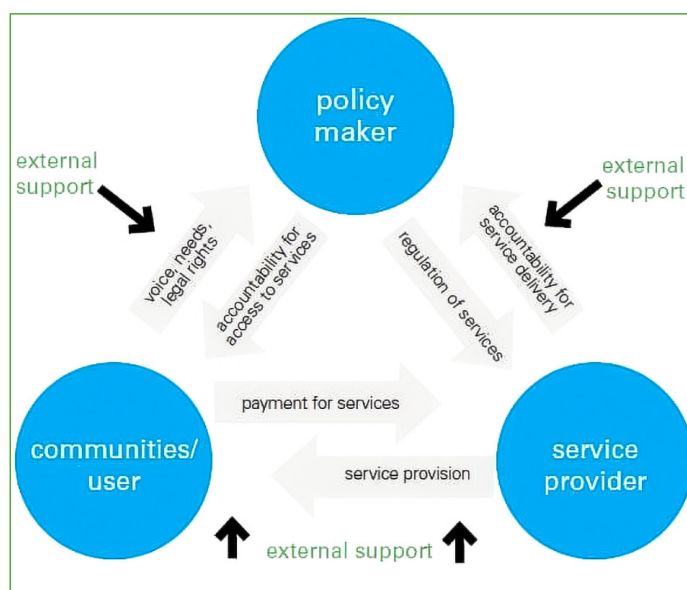 policy
maker
external
support
external
support
voice, needs,
legal rights
accountability for
access to services
regulation of services
accountability for
service delivery
payment for services
communities/
user
service
provider
service provision
external support